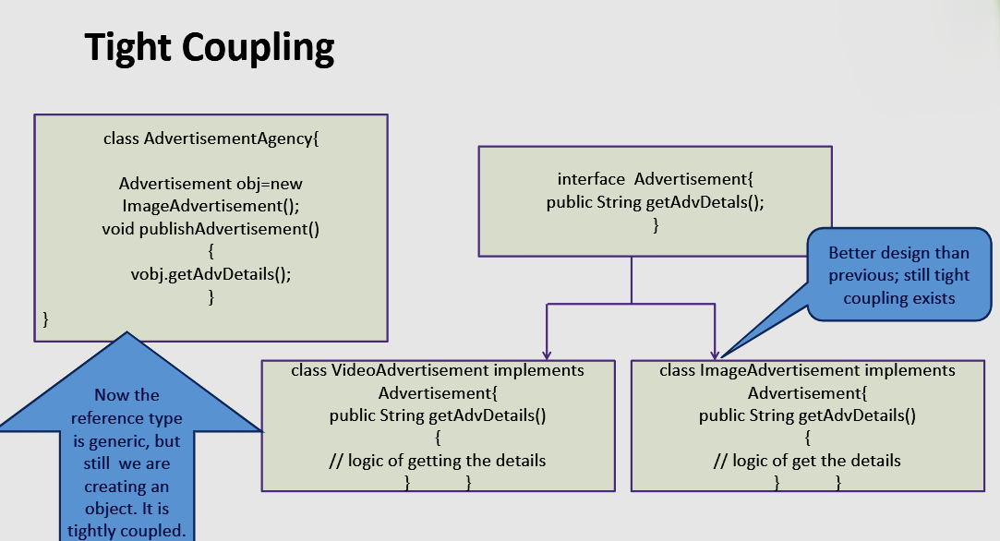 Tight Coupling
class AdvertisementAgency{
Advertisement obj=new
ImageAdvertisement();
void publishAdvertisement()
{
vobj.getAdvDetails();
}
}
interface  Advertisement{
public String getAdvDetals();
}
Better design than
previous; still tight
coupling exists
Now the
reference type
is generic, but
still  we are
creating an
object. It is
tightly coupled.
class VideoAdvertisement implements
Advertisement{
public String getAdvDetails()
{
// logic of getting the details
}          }
class ImageAdvertisement implements
Advertisement{
public String getAdvDetails()
{
// logic of get the details
}          }